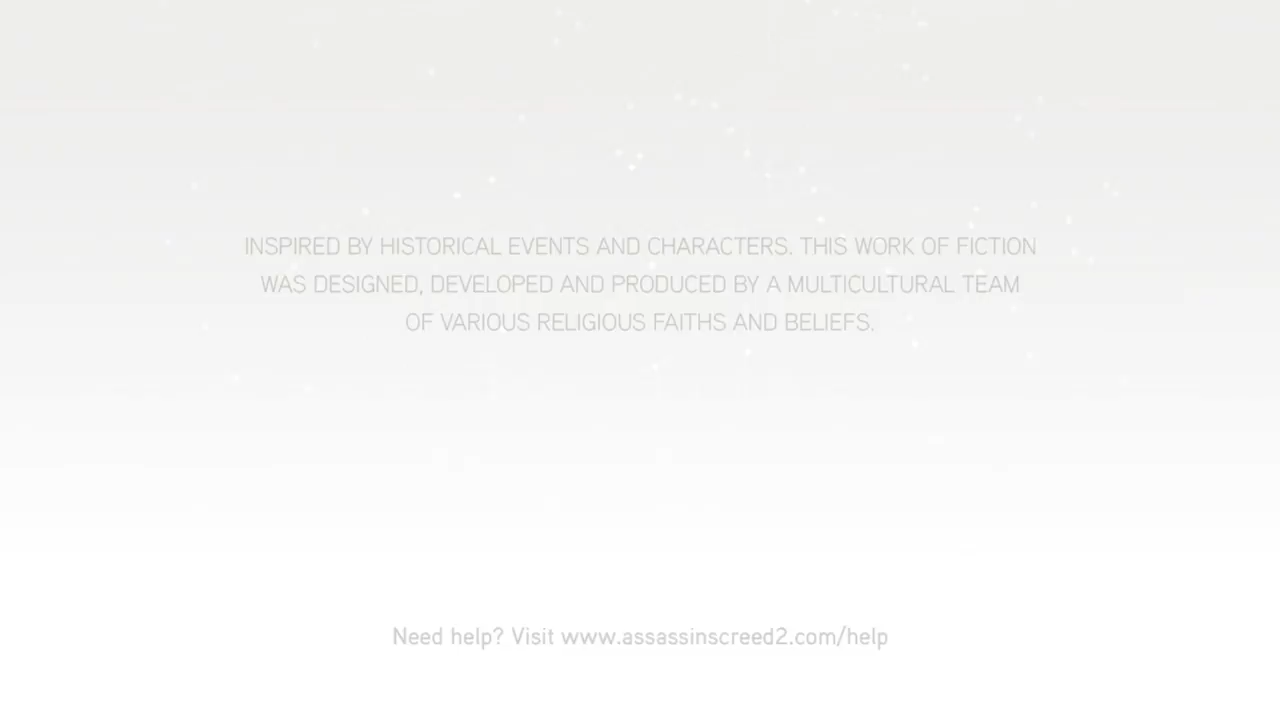 INSPIRED BY HISTORICAL EVENTS AND CHARACTERS. THIS WORK OF FICTION
WAS DESIGNED, DEVELOPED AND PRODUCED BY A MULTICULTURAL TEAM
OF VARIOUS RELIGIOUS FAITHS AND BELIEFS.
Need help? Visit www.assassinscreed2.com/help